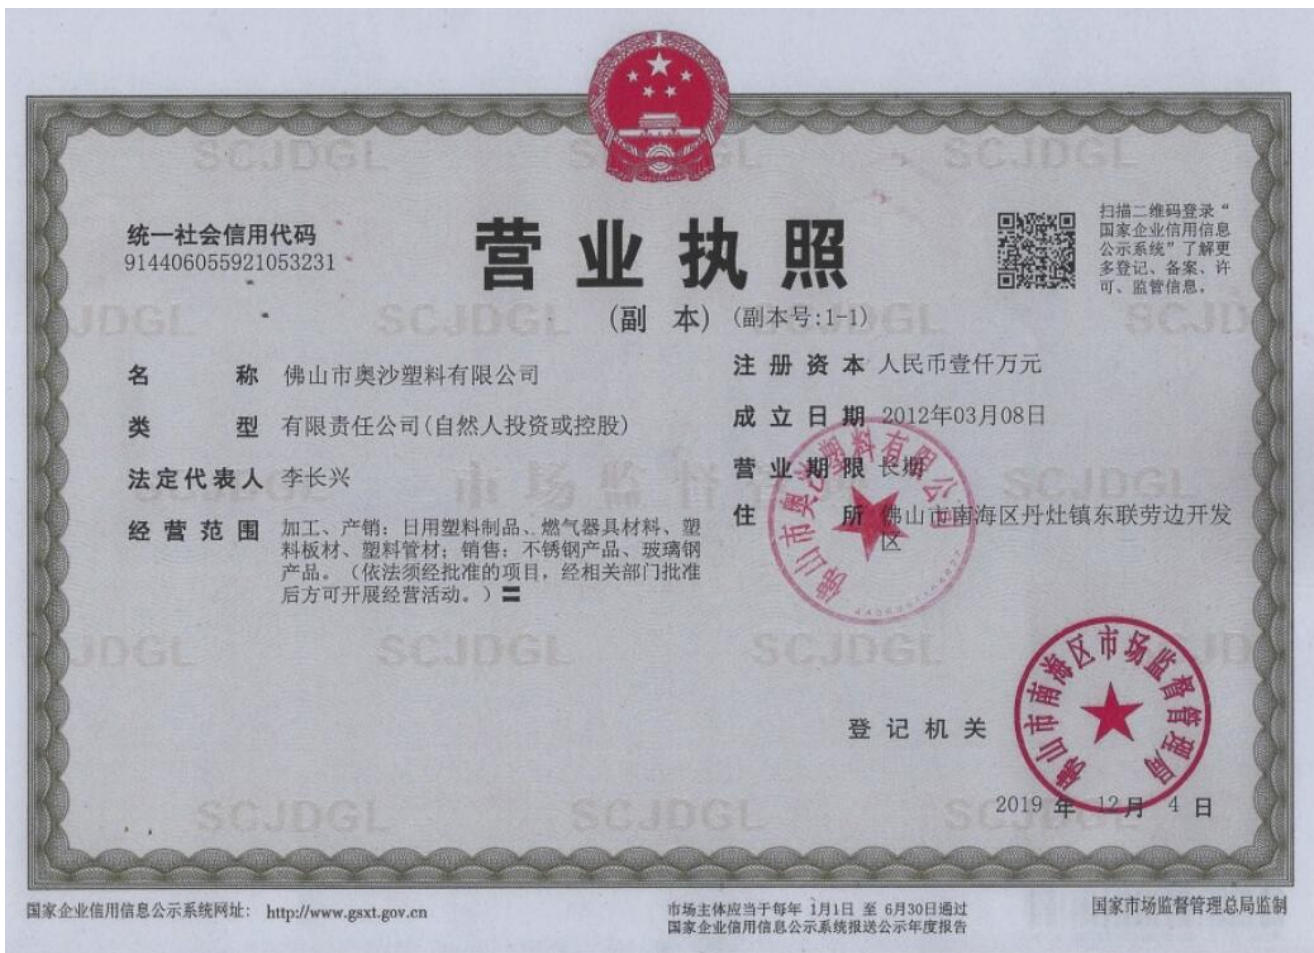 统一社会信用代码
914406055921053231
营业执照
(副 本) (副本号:1-1)
扫描二维码登录“
国家企业信用信息
公示系统”了解更
多登记、备案、许
可、监管信息。
名 称 佛山市奥沙塑料有限公司
类 型 有限责任公司(自然人投资或控股)
法定代表人 李长兴
经营范围 加工、产销：日用塑料制品、燃气器具材料、塑
料板材、塑料管材；销售：不锈钢产品、玻璃钢
产品。（依法须经批准的项目，经相关部门批准
后方可开展经营活动。）
注册资本 人民币壹仟万元
成立日期 2012年03月08日
营业期限 长期
住 所 佛山市南海区丹灶镇东联劳边开发
区
佛山市奥沙塑料有限公司
登记机关
佛山市南海区市场监督管理局
2019 年 12月 4 日
SCJDGL
市场监督管
国家企业信用信息公示系统网址： http://www.gsxt.gov.cn
市场主体应当于每年 1月1日 至 6月30日通过
国家企业信用信息公示系统报送公示年度报告
国家市场监督管理总局监制